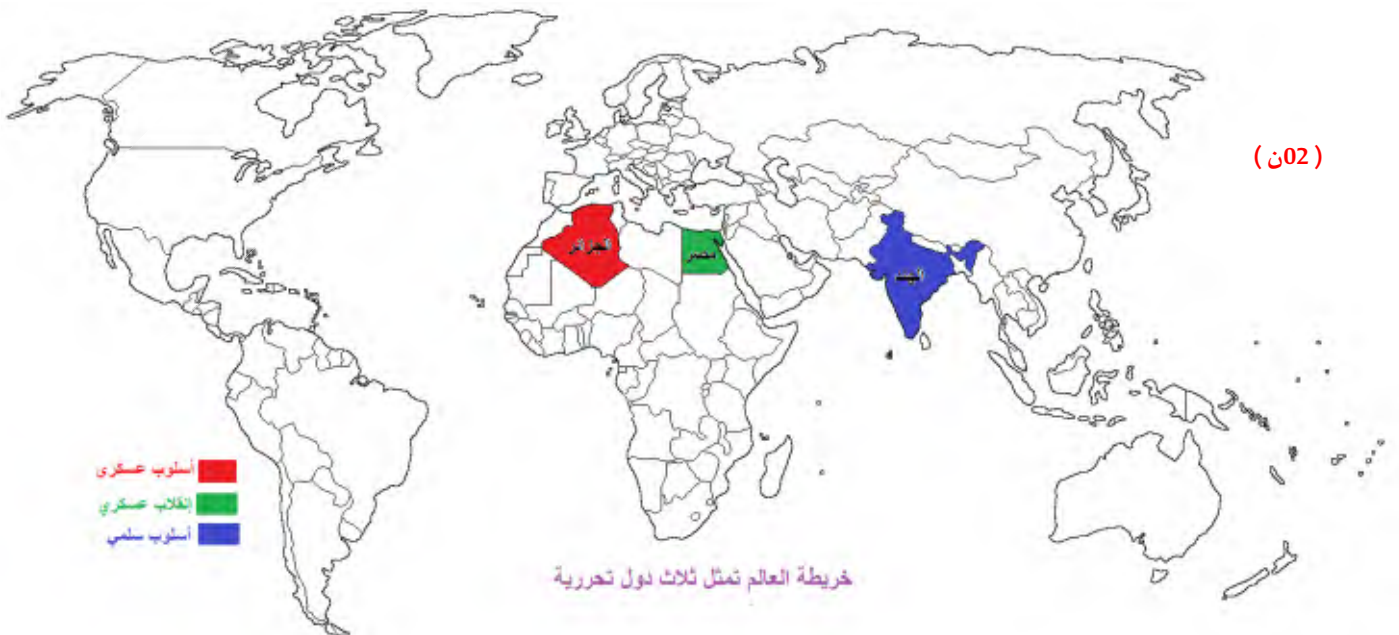 ( 02ن )
الجزائر
مصر
الهند
أسلوب عسكري
إنقلاب عسكري
أسلوب سلمي
خريطة العالم تمثل ثلاث دول تحررية